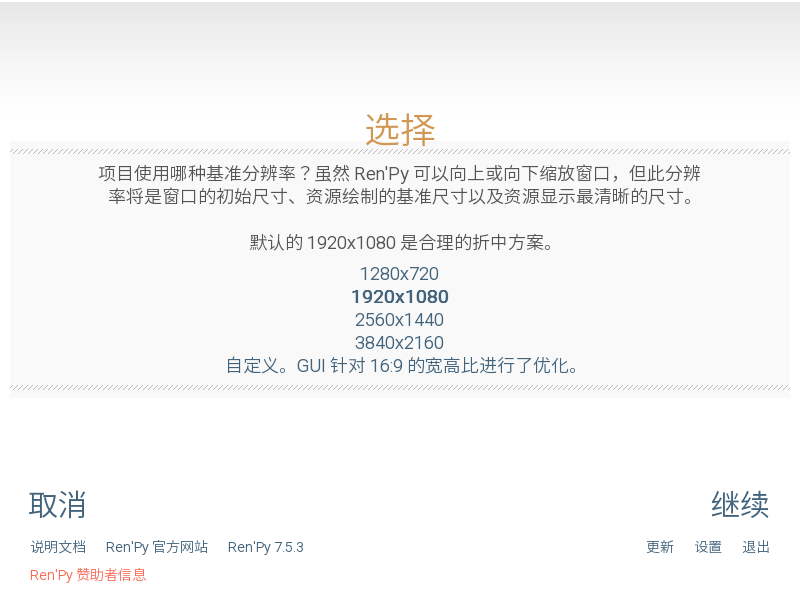 选择
项目使用哪种基准分辨率？虽然 Ren'Py 可以向上或向下缩放窗口，但此分辨
率将是窗口的初始尺寸、资源绘制的基准尺寸以及资源显示最清晰的尺寸。
默认的 1920x1080 是合理的折中方案。
1280x720
1920x1080
2560x1440
3840x2160
自定义。GUI 针对 16:9 的宽高比进行了优化。
取消 继续
说明文档 Ren'Py 官方网站 Ren'Py 7.5.3 更新 设置 退出
Ren'Py 赞助者信息